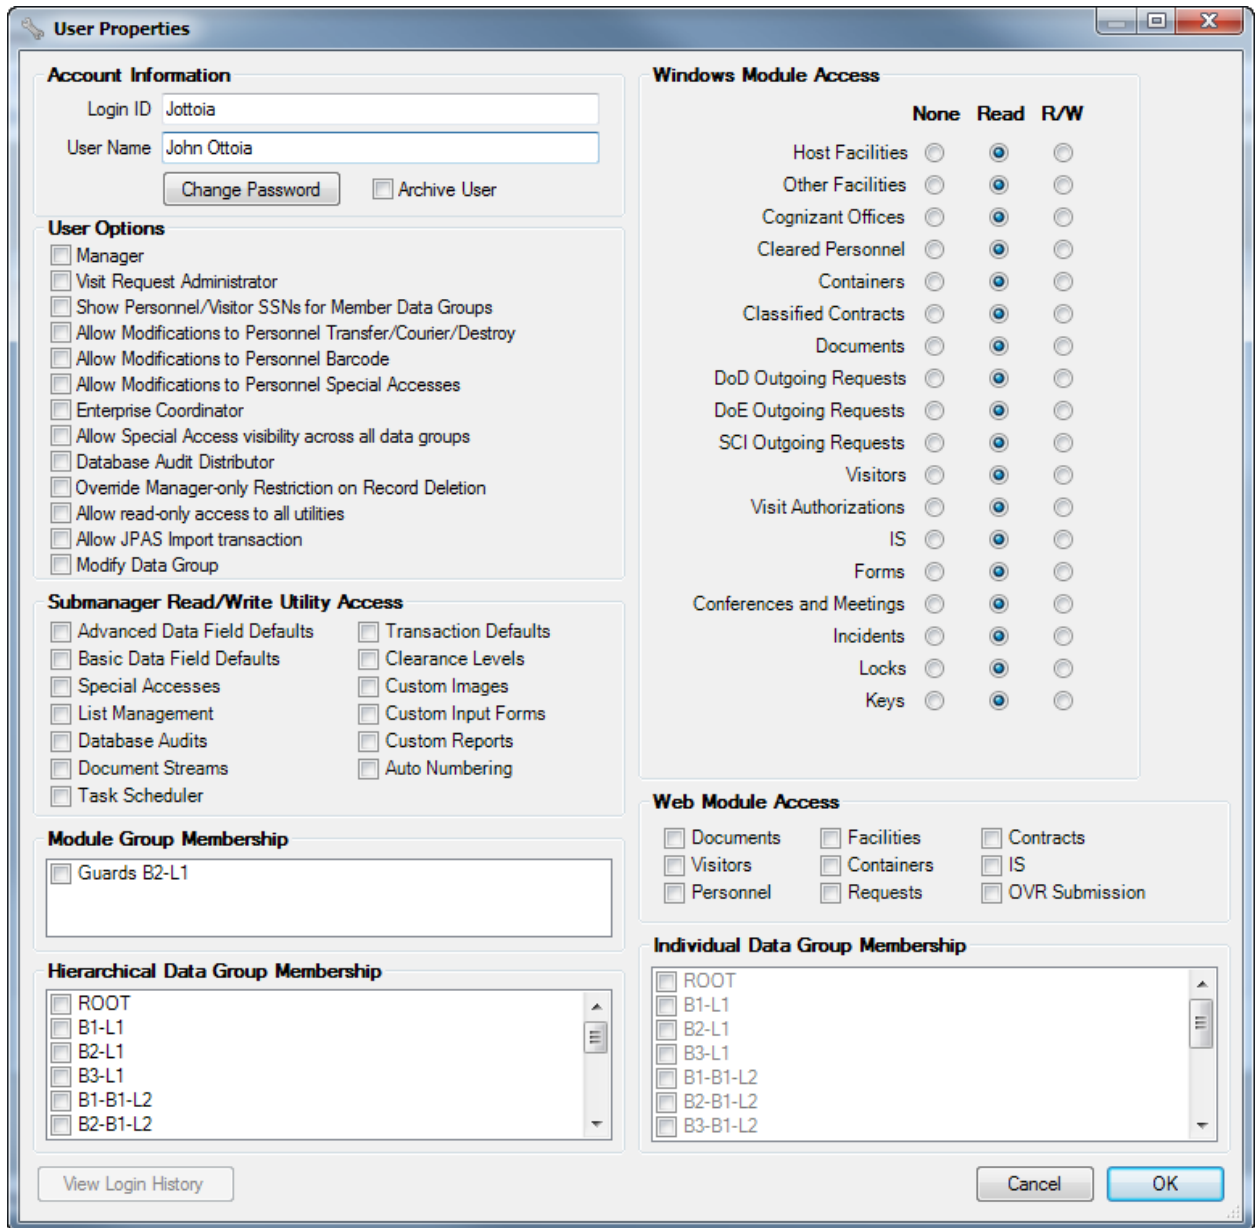 User Properties
Account Information
Login ID Jottoia
User Name John Ottoia
Change Password Archive User
User Options
Manager
Visit Request Administrator
Show Personnel/Visitor SSNs for Member Data Groups
Allow Modifications to Personnel Transfer/Courier/Destroy
Allow Modifications to Personnel Barcode
Allow Modifications to Personnel Special Accesses
Enterprise Coordinator
Allow Special Access visibility across all data groups
Database Audit Distributor
Override Manager-only Restriction on Record Deletion
Allow read-only access to all utilities
Allow JPAS Import transaction
Modify Data Group
Submanager Read/Write Utility Access
Advanced Data Field Defaults Transaction Defaults
Basic Data Field Defaults Clearance Levels
Special Accesses Custom Images
List Management Custom Input Forms
Database Audits Custom Reports
Document Streams Auto Numbering
Task Scheduler
Module Group Membership
Guards B2-L1
Hierarchical Data Group Membership
ROOT
B1-L1
B2-L1
B3-L1
B1-B1-L2
B2-B1-L2
View Login History
Windows Module Access
None Read R/W
Host Facilities
Other Facilities
Cognizant Offices
Cleared Personnel
Containers
Classified Contracts
Documents
DoD Outgoing Requests
DoE Outgoing Requests
SCI Outgoing Requests
Visitors
Visit Authorizations
IS
Forms
Conferences and Meetings
Incidents
Locks
Keys
Web Module Access
Documents Facilities Contracts
Visitors Containers IS
Personnel Requests OVR Submission
Individual Data Group Membership
ROOT
B1-L1
B2-L1
B3-L1
B1-B1-L2
B2-B1-L2
B3-B1-L2
Cancel OK